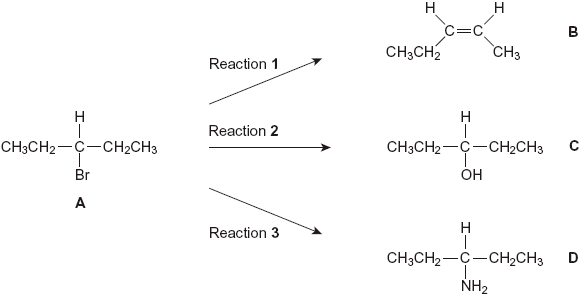 H H
C=C
CH3CH2 CH3
B
Reaction 1
H
CH3CH2–C–CH2CH3
Br
A
Reaction 2
H
CH3CH2–C–CH2CH3
OH
C
Reaction 3
H
CH3CH2–C–CH2CH3
NH2
D